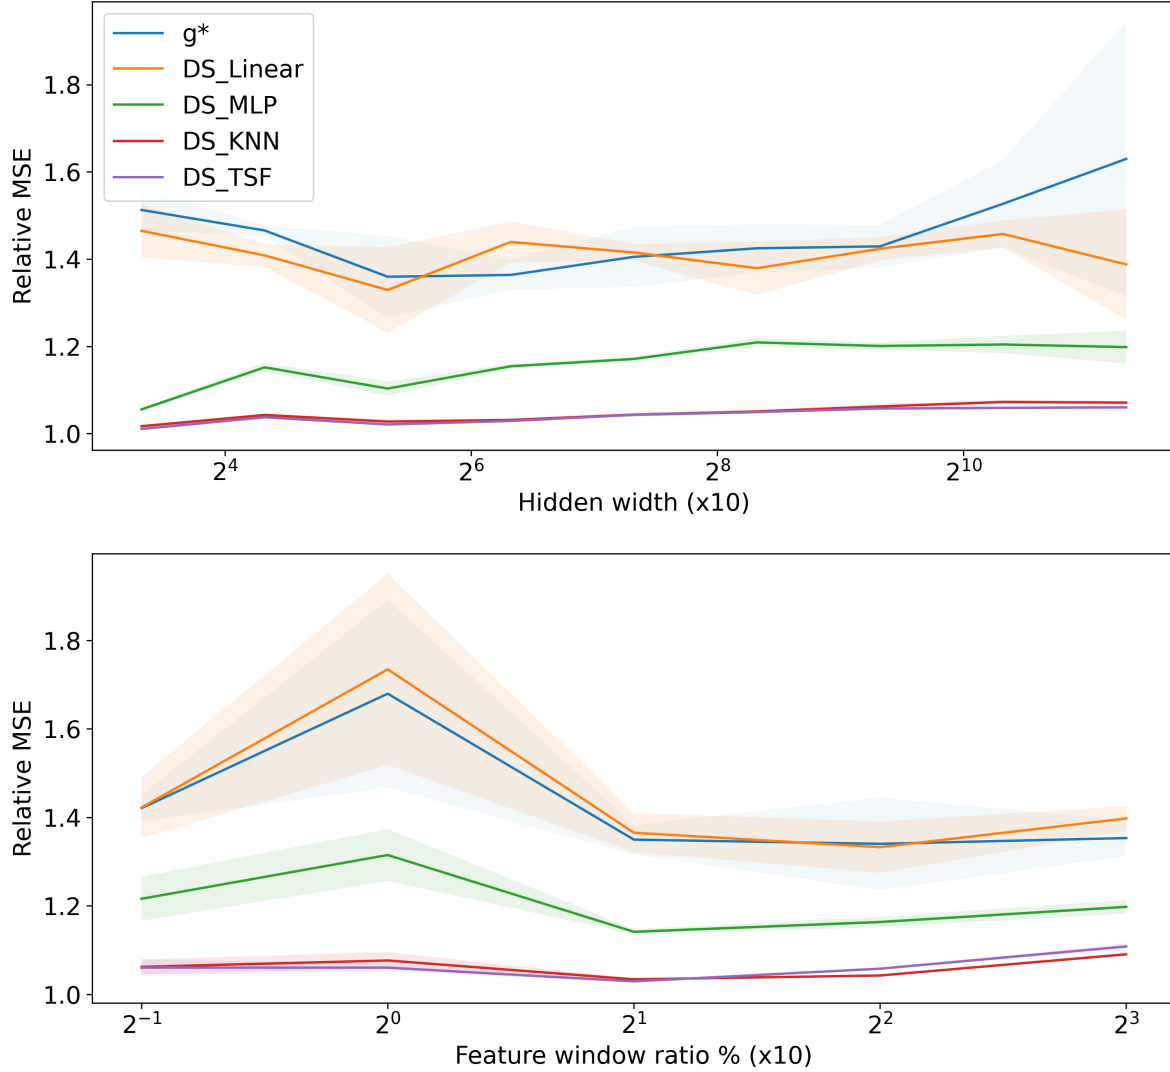 g*
DS_Linear
DS_MLP
DS_KNN
DS_TSF
Relative MSE
1.8
1.6
1.4
1.2
1.0
2^4 2^6 2^8 2^10
Hidden width (x10)
Relative MSE
1.8
1.6
1.4
1.2
1.0
2^−1 2^0 2^1 2^2 2^3
Feature window ratio % (x10)